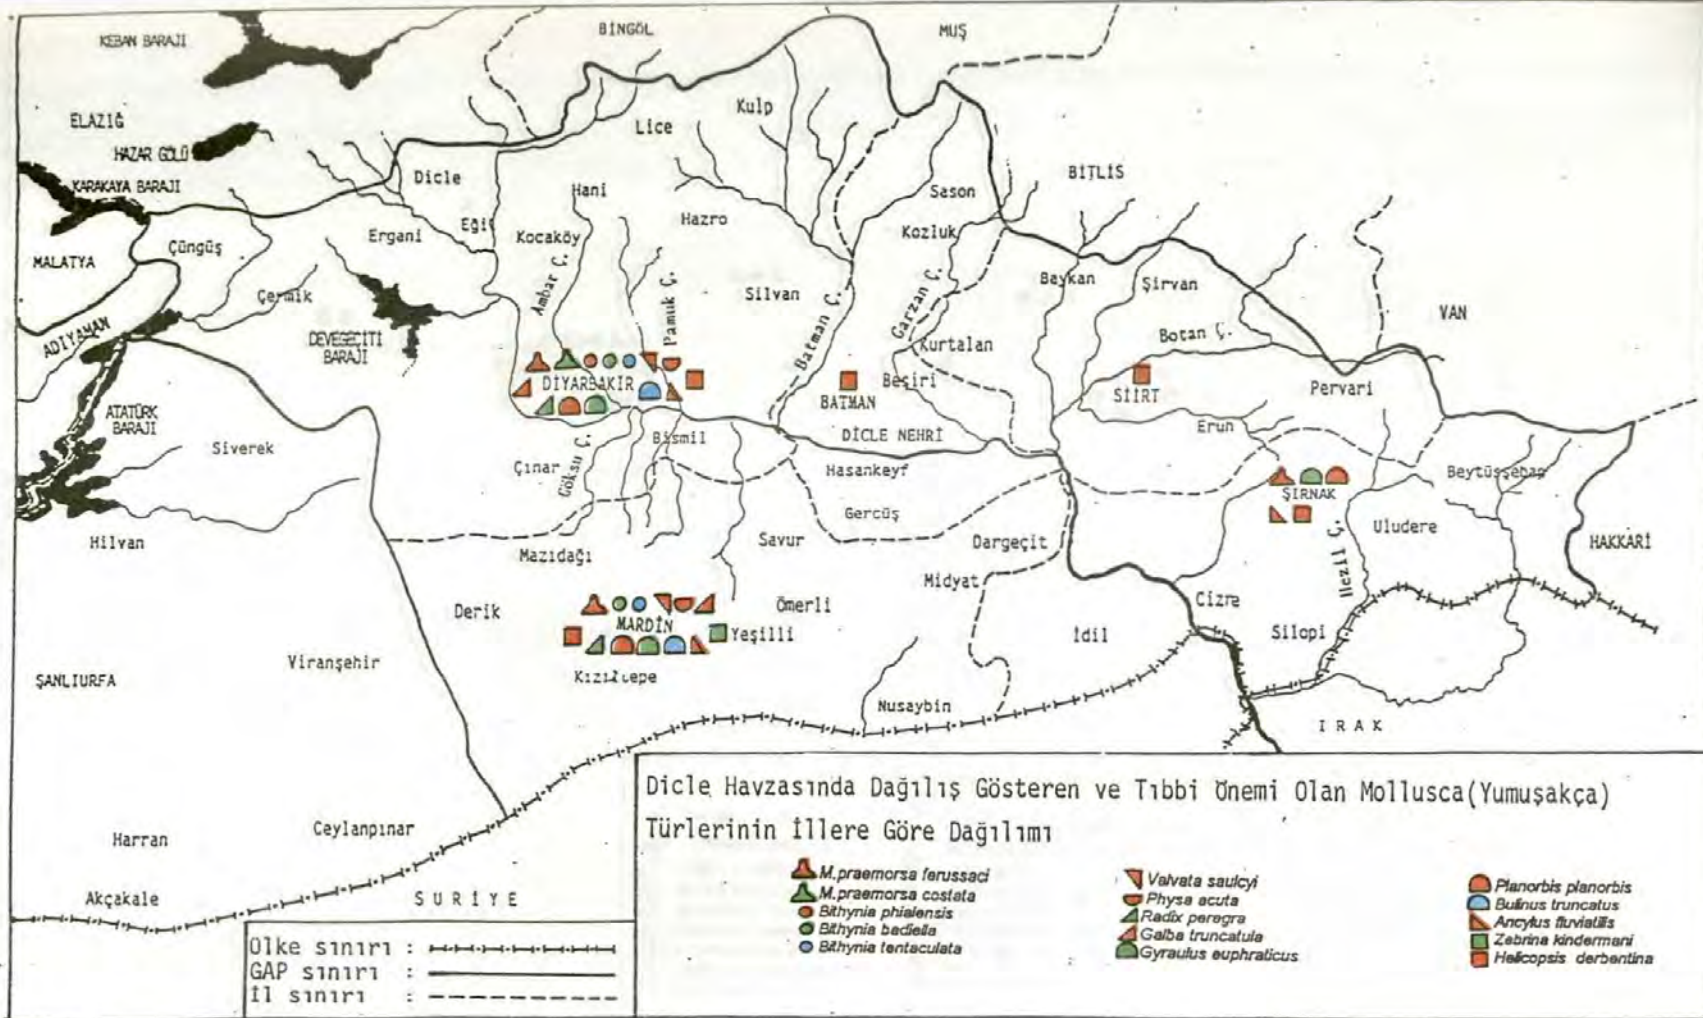 KEBAN BARAJI
BİNGÖL
MUŞ
ELAZIĞ
HAZAR GÖLÜ
KARAKAYA BARAJI
Kulp
Lice
Dicle
Hani
Sason
BİTLİS
Eğil
Kocaköy
Hazro
Kozluk
MALATYA
Çüngüş
Ergani
Ambar Ç.
Pamuk Ç.
Silvan
Batman Ç.
Garzan Ç.
Baykan
Şirvan
VAN
Çermik
ADIYAMAN
DEVEGEÇİTİ
BARAJI
Kurtalan
Botan Ç.
DİYARBAKIR
Beşiri
BATMAN
SİİRT
Pervari
ATATÜRK
BARAJI
Siverek
Bismil
DİCLE NEHRİ
Eruh
Çınar
Göksu Ç.
Hasankeyf
Beytüşşebap
ŞIRNAK
Gercüş
Uludere
Hilvan
Mazıdağı
Savur
Dargeçit
HAKKARİ
Midyat
Hezil Ç.
Derik
Ömerli
Cizre
MARDİN
Yeşilli
İdil
Silopi
Viranşehir
ŞANLIURFA
Kızıltepe
Nusaybin
IRAK
Harran
Ceylanpınar
Akçakale
SURİYE
Dicle Havzasında Dağılış Gösteren ve Tıbbi Önemi Olan Mollusca(Yumuşakça)
Türlerinin İllere Göre Dağılımı
M.praemorsa ferussaci
M.praemorsa costata
Bithynia phialensis
Bithynia badiella
Bithynia tentaculata
Valvata saulcyi
Physa acuta
Radix peregra
Galba truncatula
Gyraulus euphraticus
Planorbis planorbis
Bulinus truncatus
Ancylus fluviatilis
Zebrina kindermani
Helicopsis derbentina
Ülke sınırı :
GAP sınırı :
İl sınırı :